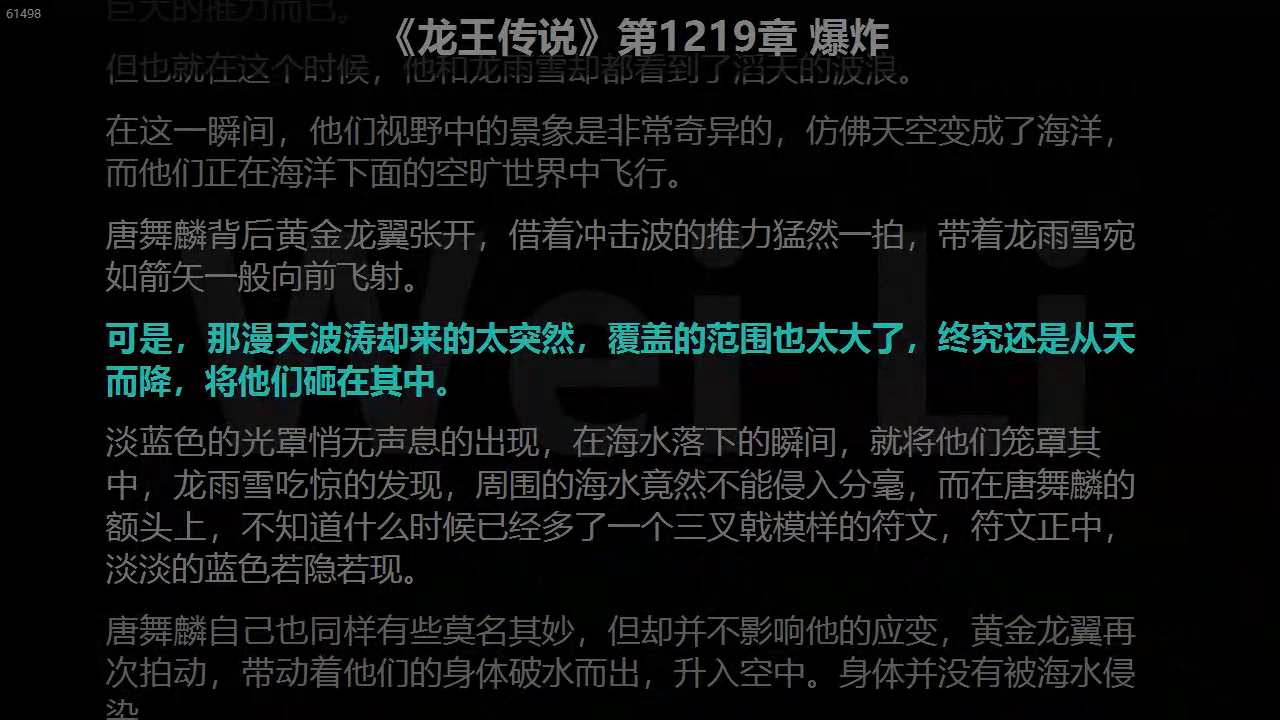 61498
巨大的推力而已。
《龙王传说》第1219章 爆炸
但也就在这个时候，他和龙雨雪却都看到了滔天的波浪。
在这一瞬间，他们视野中的景象是非常奇异的，仿佛天空变成了海洋，
而他们正在海洋下面的空旷世界中飞行。
唐舞麟背后黄金龙翼张开，借着冲击波的推力猛然一拍，带着龙雨雪宛
如箭矢一般向前飞射。
可是，那漫天波涛却来的太突然，覆盖的范围也太大了，终究还是从天
而降，将他们砸在其中。
淡蓝色的光罩悄无声息的出现，在海水落下的瞬间，就将他们笼罩其
中，龙雨雪吃惊的发现，周围的海水竟然不能侵入分毫，而在唐舞麟的
额头上，不知道什么时候已经多了一个三叉戟模样的符文，符文正中，
淡淡的蓝色若隐若现。
唐舞麟自己也同样有些莫名其妙，但却并不影响他的应变，黄金龙翼再
次拍动，带动着他们的身体破水而出，升入空中。身体并没有被海水侵
染
Wei Li